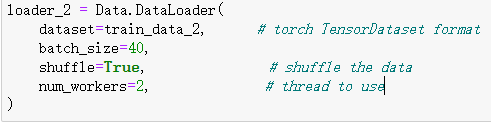 loader_2 = Data.DataLoader(
    dataset=train_data_2,       # torch TensorDataset format
    batch_size=40,
    shuffle=True,               # shuffle the data
    num_workers=2,              # thread to use
)